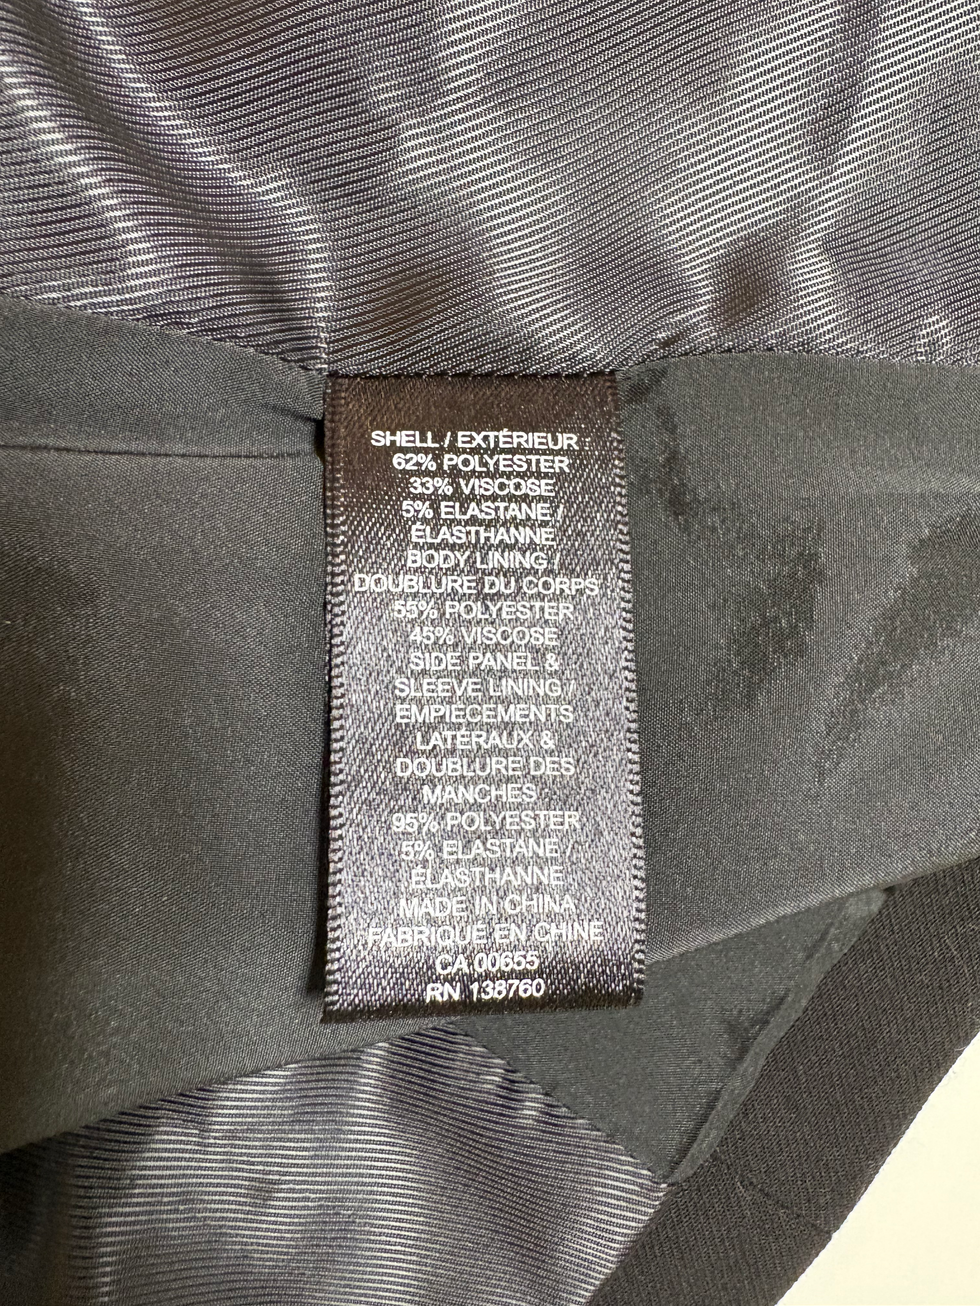 SHELL / EXTÉRIEUR
62% POLYESTER
33% VISCOSE
5% ELASTANE /
ÉLASTHANNE
BODY LINING /
DOUBLURE DU CORPS
55% POLYESTER
45% VISCOSE
SIDE PANEL &
SLEEVE LINING /
EMPIECEMENTS
LATÉRAUX &
DOUBLURE DES
MANCHES
95% POLYESTER
5% ELASTANE /
ÉLASTHANNE
MADE IN CHINA
FABRIQUÉ EN CHINE
CA 00655
RN 138760